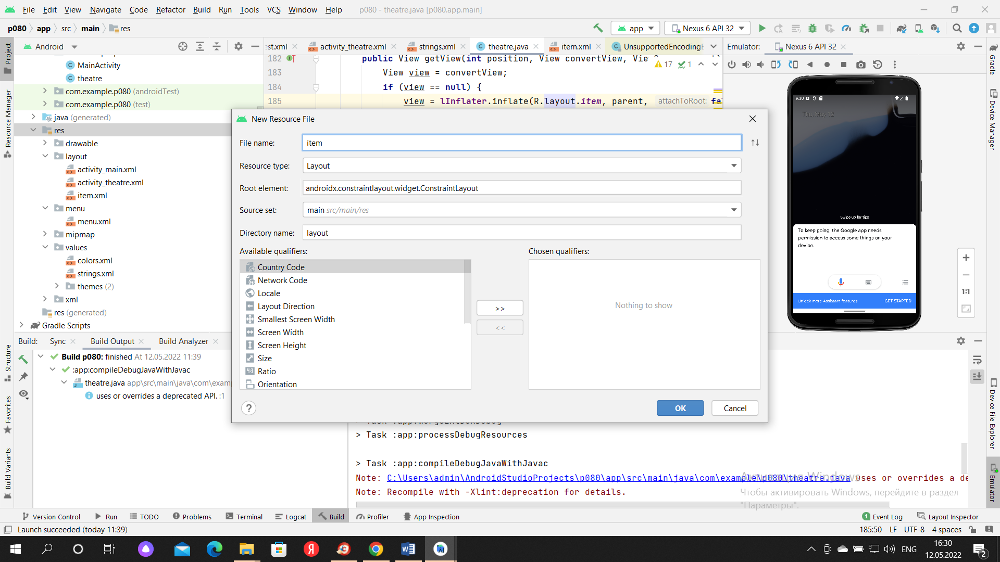 File Edit View Navigate Code Refactor Build Run Tools VCS Window Help p080 - theatre.java [p080.app.main]
p080 app src main res app Nexus 6 API 32
Project
Android
est.xml activity_theatre.xml strings.xml theatre.java item.xml UnsupportedEncodingE
Emulator: Nexus 6 API 32
Gradle
MainActivity
theatre
com.example.p080 (androidTest)
com.example.p080 (test)
java (generated)
res
drawable
layout
activity_main.xml
activity_theatre.xml
item.xml
menu
menu.xml
mipmap
values
colors.xml
strings.xml
themes (2)
xml
res (generated)
Gradle Scripts
Resource Manager
182 public View getView(int position, View convertView, Vie
17 1
183 View view = convertView;
184 if (view == null) {
185 view = lInflater.inflate(R.layout.item, parent, attachToRoot: fal
New Resource File
File name: item
Resource type: Layout
Root element: androidx.constraintlayout.widget.ConstraintLayout
Source set: main src/main/res
Directory name: layout
Available qualifiers: Chosen qualifiers:
Country Code
Network Code
Locale
Layout Direction
Smallest Screen Width
Screen Width
Screen Height
Size
Ratio
Orientation
>>
<<
Nothing to show
?
OK Cancel
9:30
Thu, May 12
Swipe up for tips
To keep going, the Google app needs
permission to access some things on your
device.
Unlock more Assistant features GET STARTED
1:1
Device Manager
Device File Explorer
Emulator
Structure
Favorites
Build Variants
Build: Sync Build Output Build Analyzer
Build p080: finished At 12.05.2022 11:39
:app:compileDebugJavaWithJavac
theatre.java app\src\main\java\com\exam
uses or overrides a deprecated API. :1
> Task :app:processDebugResources
> Task :app:compileDebugJavaWithJavac
Note: C:\Users\admin\AndroidStudioProjects\p080\app\src\main\java\com\example\p080\theatre.java uses or overrides a de
Note: Recompile with -Xlint:deprecation for details.
Активация Windows
Чтобы активировать Windows, перейдите в раздел
"Параметры".
Version Control Run TODO Problems Terminal Logcat Build Profiler App Inspection 1 Event Log Layout Inspector
Launch succeeded (today 11:39) 185:50 LF UTF-8 4 spaces
ENG
16:30
12.05.2022
2